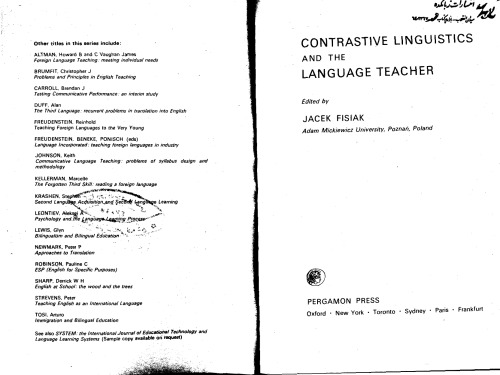 Other titles in this series include:
ALTMAN, Howard B and C Vaughan James
Foreign Language Teaching: meeting individual needs
BRUMFIT, Christopher J
Problems and Principles in English Teaching
CARROLL, Brendan J
Testing Communicative Performance: an interim study
DUFF, Alan
The Third Language: recurrent problems in translation into English
FREUDENSTEIN, Reinhold
Teaching Foreign Languages to the Very Young
FREUDENSTEIN, BENEKE, PONISCH (eds)
Language Incorporated: teaching foreign languages in industry
JOHNSON, Keith
Communicative Language Teaching: problems of syllabus design and
methodology
KELLERMAN, Marcelle
The Forgotten Third Skill: reading a foreign language
KRASHEN, Stephen
Second Language Acquisition and Second Language Learning
LEONTIEV, Aleksei A
Psychology and the Language Learning Process
LEWIS, Glyn
Bilingualism and Bilingual Education
NEWMARK, Peter P
Approaches to Translation
ROBINSON, Pauline C
ESP (English for Specific Purposes)
SHARP, Derrick W H
English at School: the wood and the trees
STREVENS, Peter
Teaching English as an International Language
TOSI, Arturo
Immigration and Bilingual Education
See also SYSTEM: the International Journal of Educational Technology and
Language Learning Systems (Sample copy available on request)
CONTRASTIVE LINGUISTICS
AND THE
LANGUAGE TEACHER
Edited by
JACEK FISIAK
Adam Mickiewicz University, Poznań, Poland
PERGAMON PRESS
Oxford · New York · Toronto · Sydney · Paris · Frankfurt